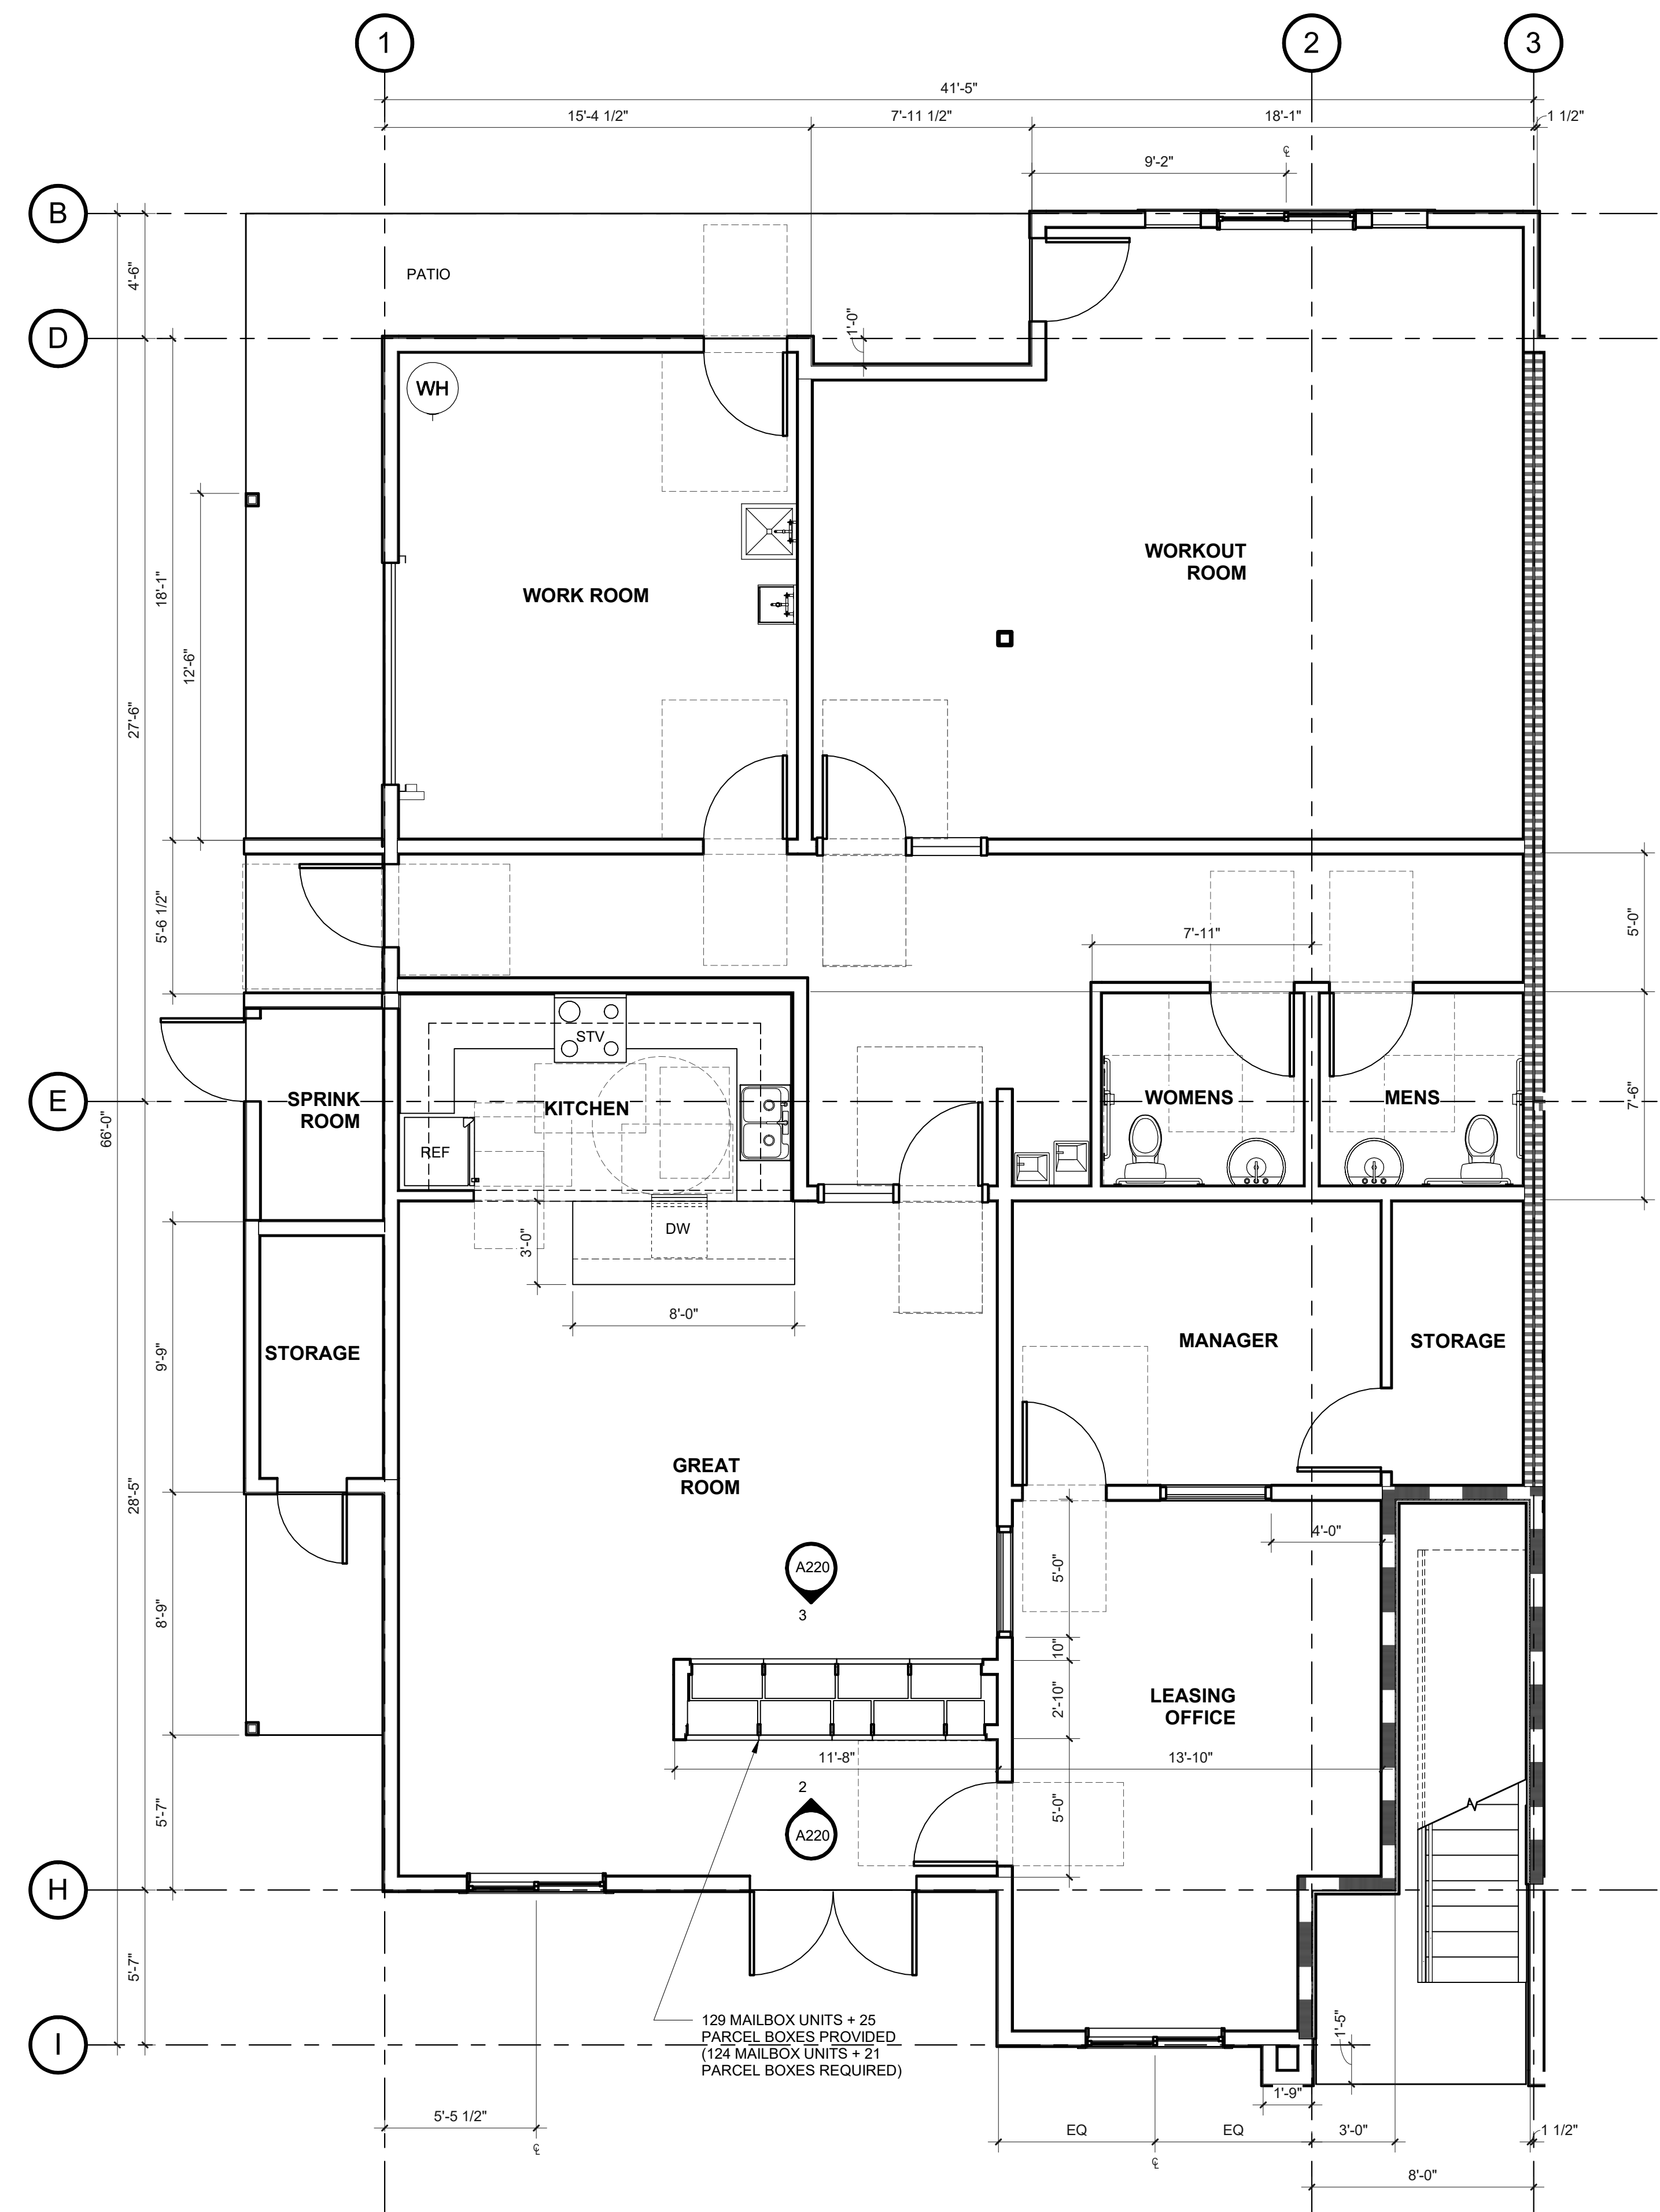 1
2
3
41'-5"
15'-4 1/2"
7'-11 1/2"
18'-1"
1 1/2"
9'-2"
℄
B
4'-6"
PATIO
D
1'-0"
WH
WORKOUT
ROOM
WORK ROOM
18'-1"
12'-6"
27'-6"
5'-6 1/2"
7'-11"
5'-0"
STV
SPRINK
ROOM
KITCHEN
WOMENS
MENS
E
7'-6"
66'-0"
REF
DW
3'-0"
8'-0"
9'-9"
STORAGE
MANAGER
STORAGE
GREAT
ROOM
28'-5"
4'-0"
A220
3
5'-0"
8'-9"
10"
2'-10"
LEASING
OFFICE
11'-8"
13'-10"
2
A220
5'-0"
5'-7"
H
5'-7"
I
129 MAILBOX UNITS + 25
PARCEL BOXES PROVIDED
(124 MAILBOX UNITS + 21
PARCEL BOXES REQUIRED)
1'-5"
1'-9"
5'-5 1/2"
℄
EQ
EQ
℄
3'-0"
1 1/2"
8'-0"